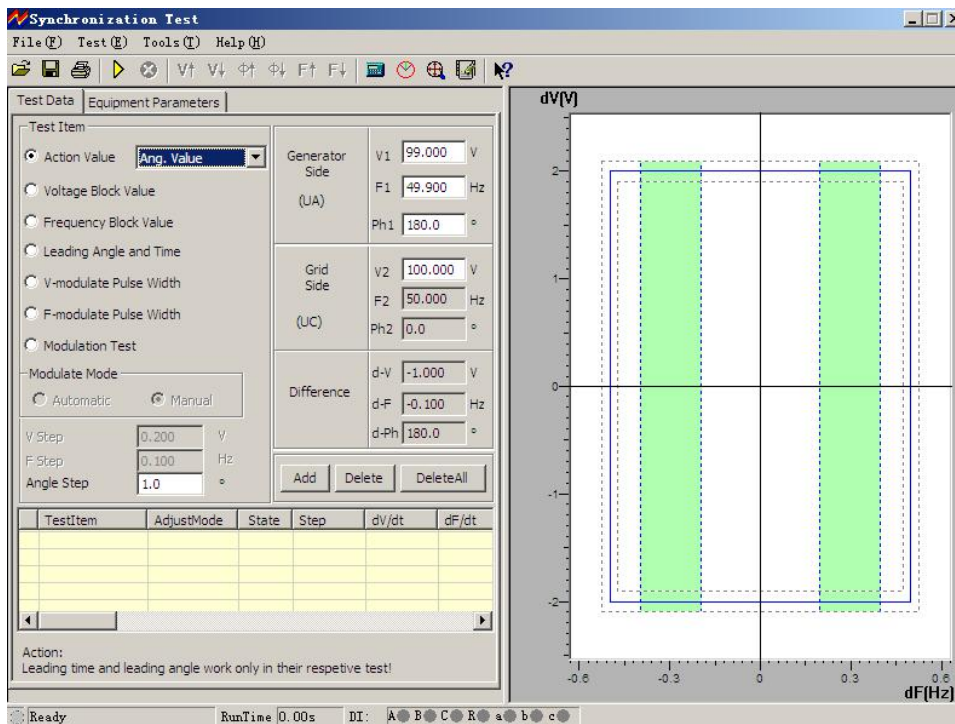 Synchronization Test
File(F) Test(E) Tools(T) Help(H)
V↑ V↓ Φ↑ Φ↓ F↑ F↓
Test Data Equipment Parameters
Test Item
Action Value Ang. Value
Voltage Block Value
Frequency Block Value
Leading Angle and Time
V-modulate Pulse Width
F-modulate Pulse Width
Modulation Test
Modulate Mode
Automatic Manual
V Step 0.200 V
F Step 0.100 Hz
Angle Step 1.0 °
Generator Side (UA)
V1 99.000 V
F1 49.900 Hz
Ph1 180.0 °
Grid Side (UC)
V2 100.000 V
F2 50.000 Hz
Ph2 0.0 °
Difference
d-V -1.000 V
d-F -0.100 Hz
d-Ph 180.0 °
Add Delete DeleteAll
TestItem AdjustMode State Step dV/dt dF/dt
Action:
Leading time and leading angle work only in their respetive test!
dV(V)
2
1
0
-1
-2
-0.6 -0.3 0 0.3 0.6
dF(Hz)
Ready RunTime 0.00s DI: A B C R a b c